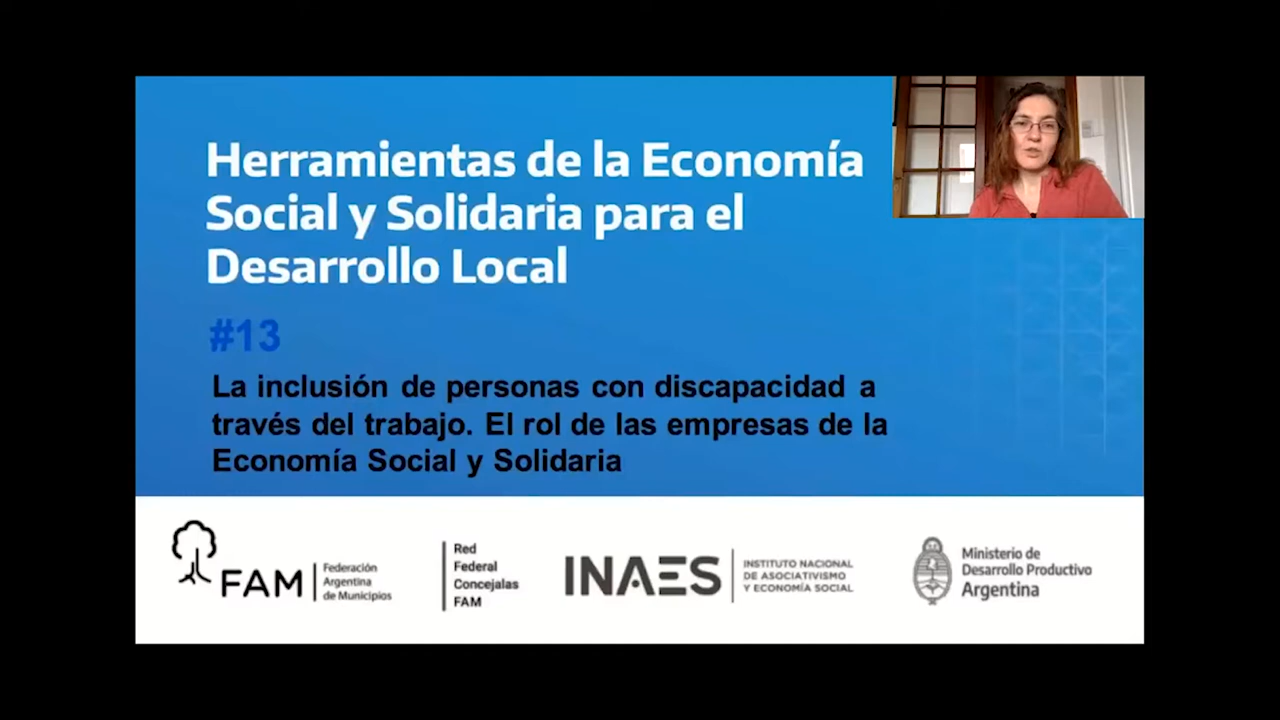 Herramientas de la Economía
Social y Solidaria para el
Desarrollo Local
#13
La inclusión de personas con discapacidad a
través del trabajo. El rol de las empresas de la
Economía Social y Solidaria
FAM
Federación
Argentina
de Municipios
Red
Federal
Concejalas
FAM
INAES
INSTITUTO NACIONAL
DE ASOCIATIVISMO
Y ECONOMÍA SOCIAL
Ministerio de
Desarrollo Productivo
Argentina